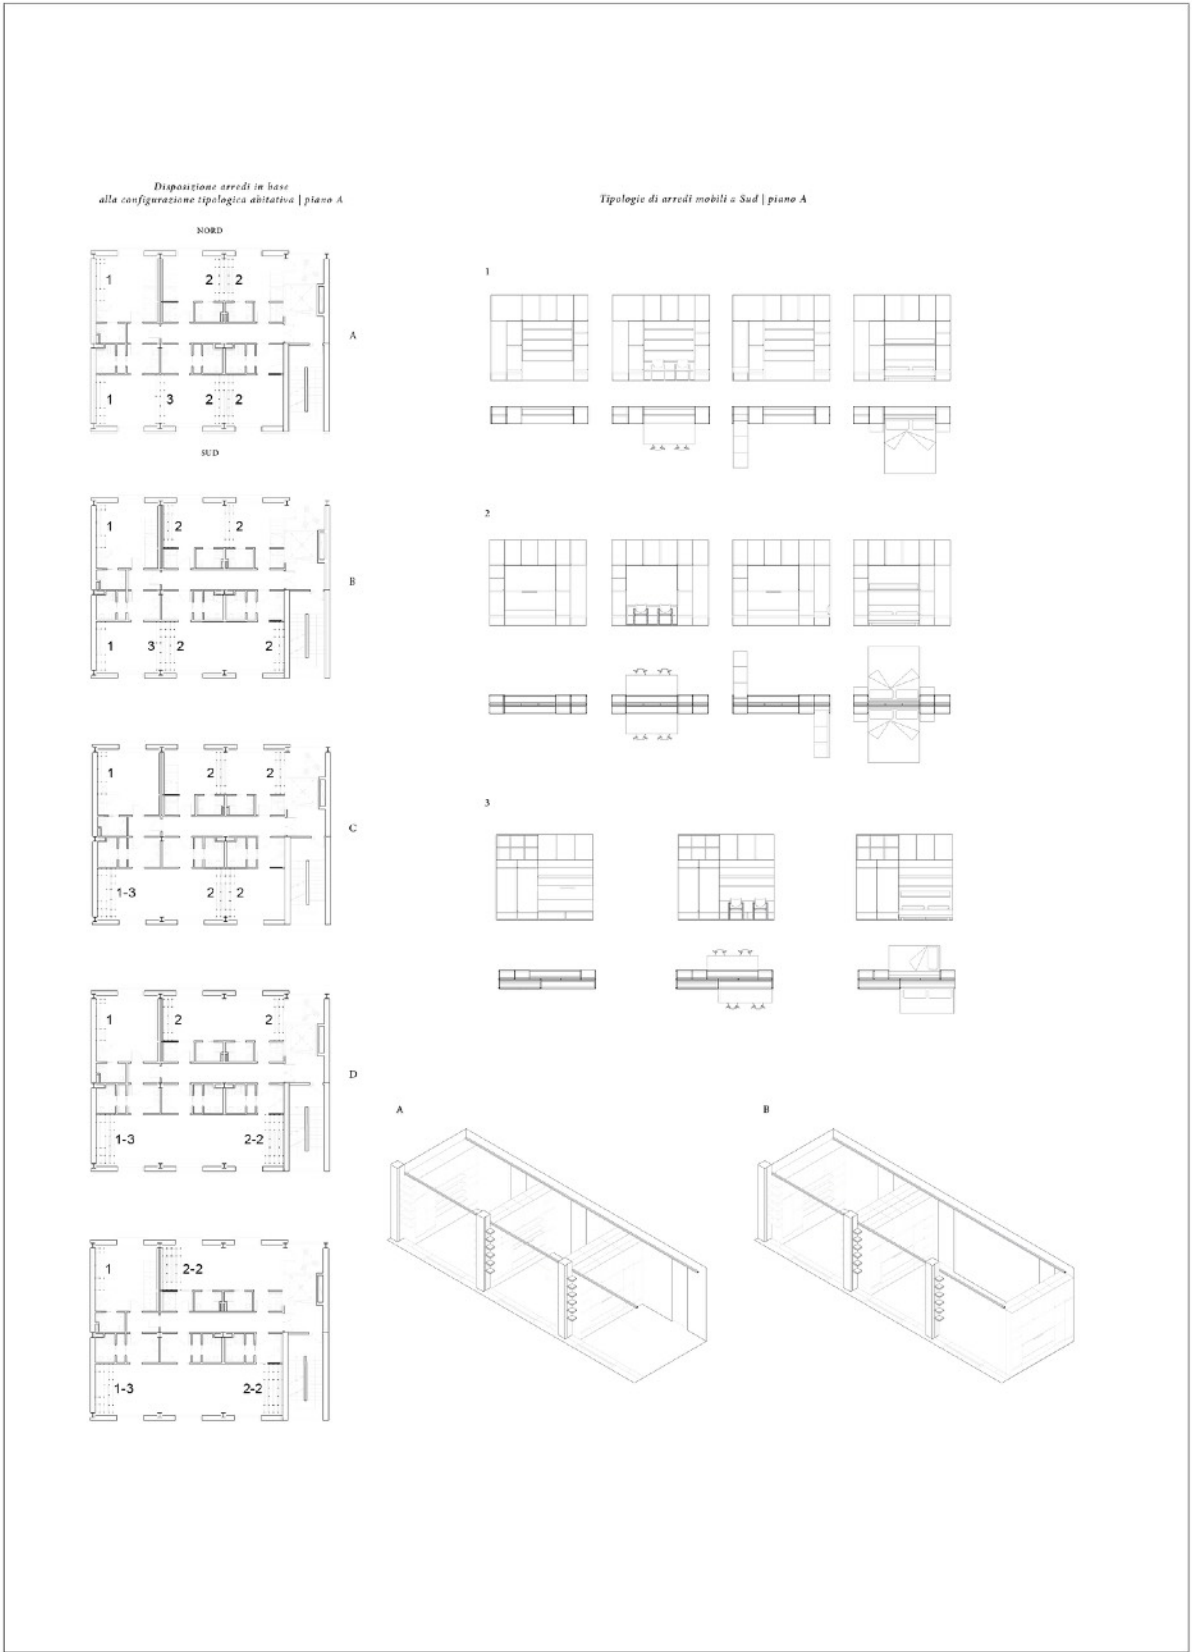 Disposizione arredi in base
alla configurazione tipologica abitativa | piano A
NORD
1
2 2
A
1
3
2 2
SUD
1
2
2
B
1
3 2
2
1
2
2
C
1-3
2 2
1
2
2
D
1-3
2-2
1
2-2
1-3
2-2
Tipologie di arredi mobili a Sud | piano A
1
2
3
A
B